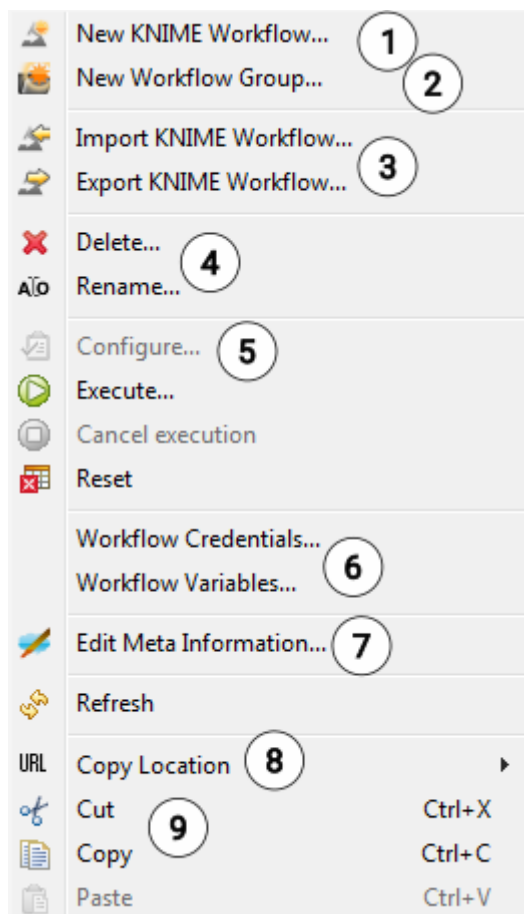 New KNIME Workflow... 1
New Workflow Group... 2
Import KNIME Workflow...
3
Export KNIME Workflow...
Delete...
4
AIO Rename...
Configure... 5
Execute...
Cancel execution
Reset
Workflow Credentials...
6
Workflow Variables...
Edit Meta Information... 7
Refresh
URL Copy Location 8
Cut Ctrl+X
9
Copy Ctrl+C
Paste Ctrl+V